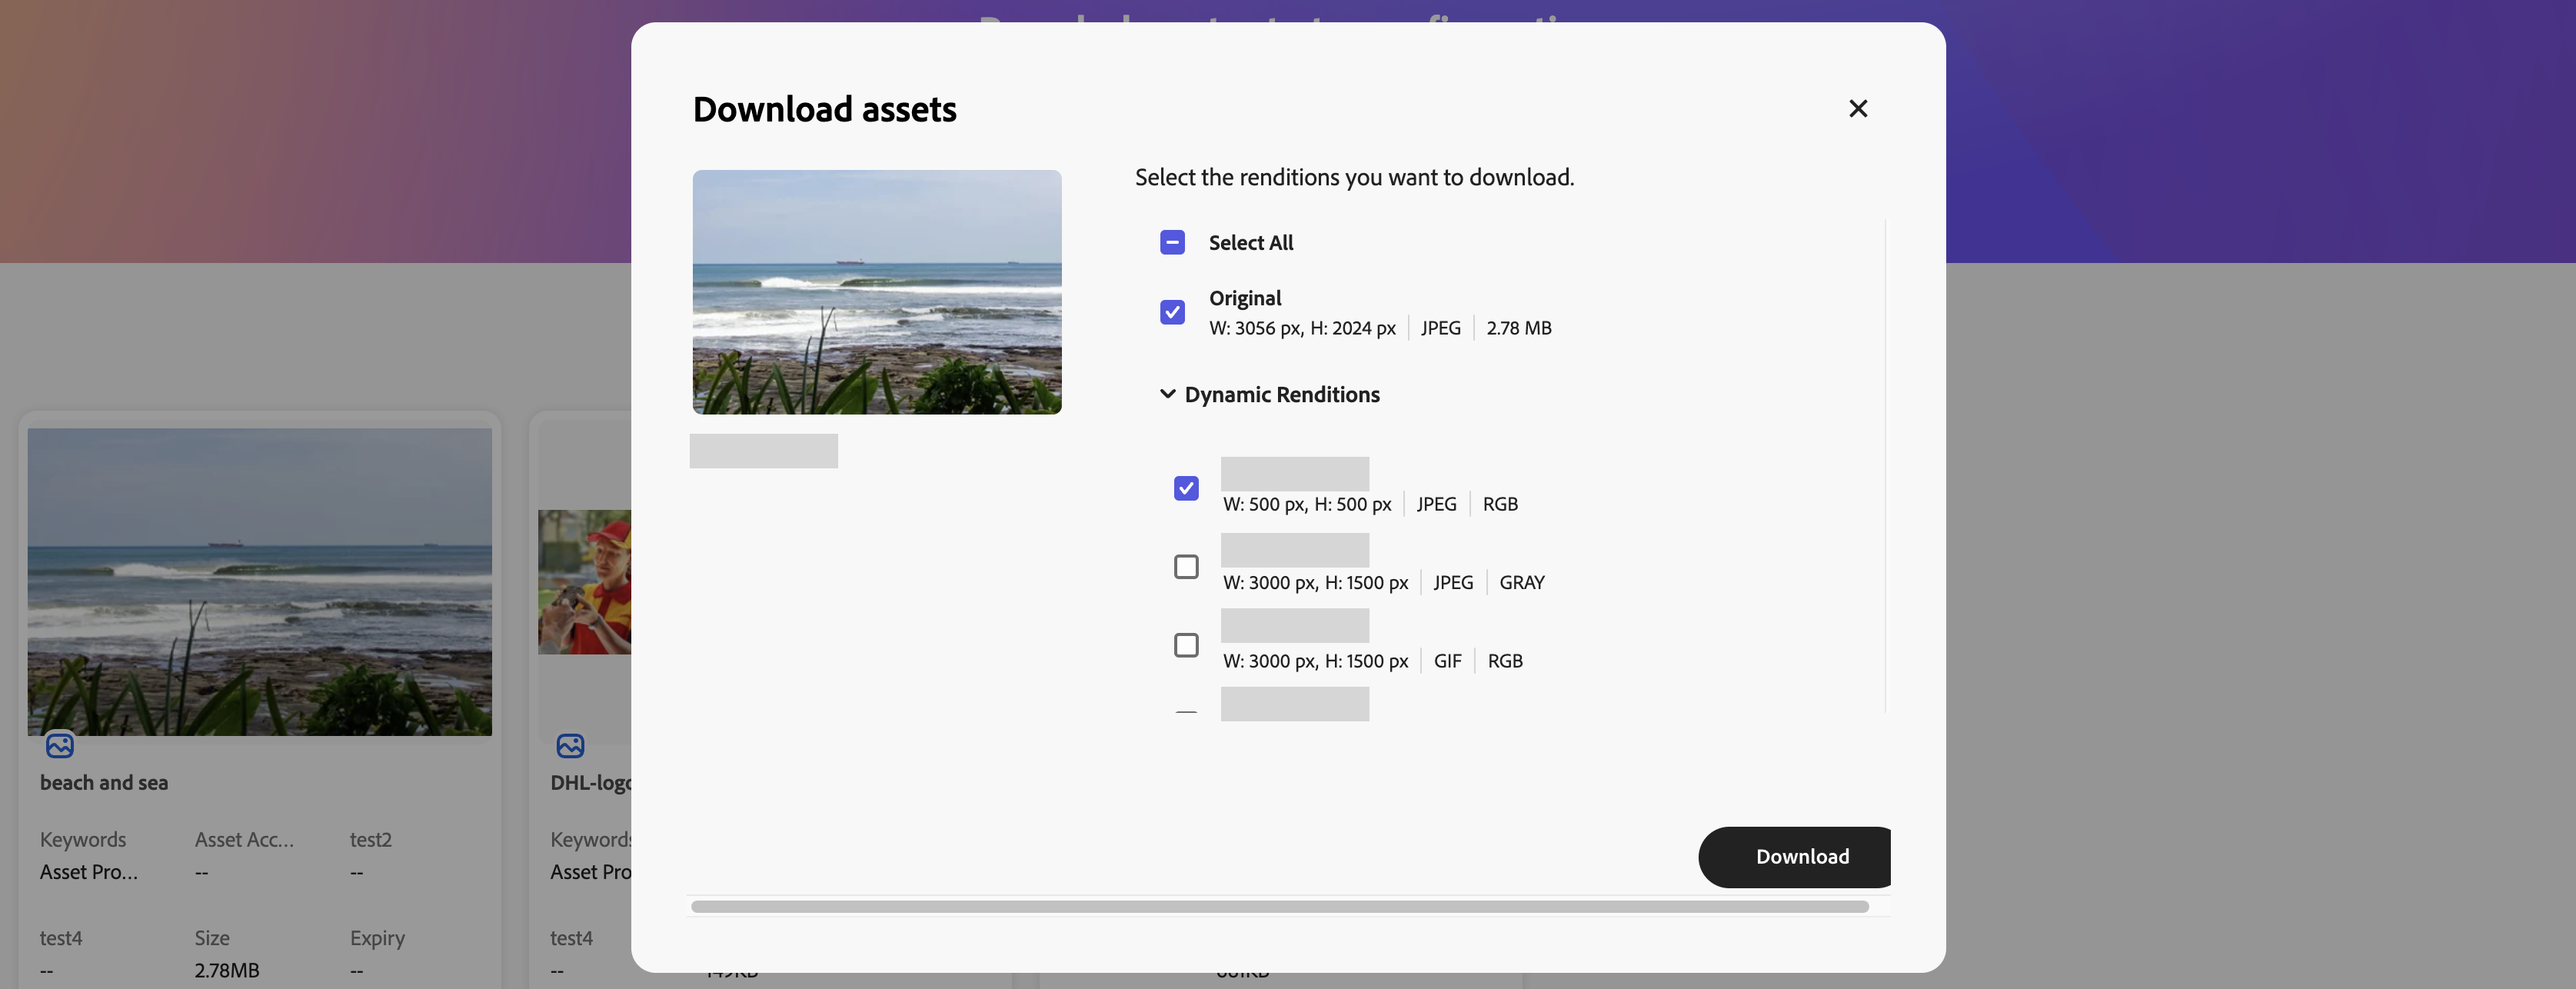 Download assets
Select the renditions you want to download.
Select All
Original
W: 3056 px, H: 2024 px | JPEG | 2.78 MB
Dynamic Renditions
W: 500 px, H: 500 px | JPEG | RGB
W: 3000 px, H: 1500 px | JPEG | GRAY
W: 3000 px, H: 1500 px | GIF | RGB
Download
beach and sea
Keywords Asset Acc... test2
Asset Pro... -- --
test4 Size Expiry
-- 2.78MB --
DHL-logo
Keywords
Asset Pro
test4
--